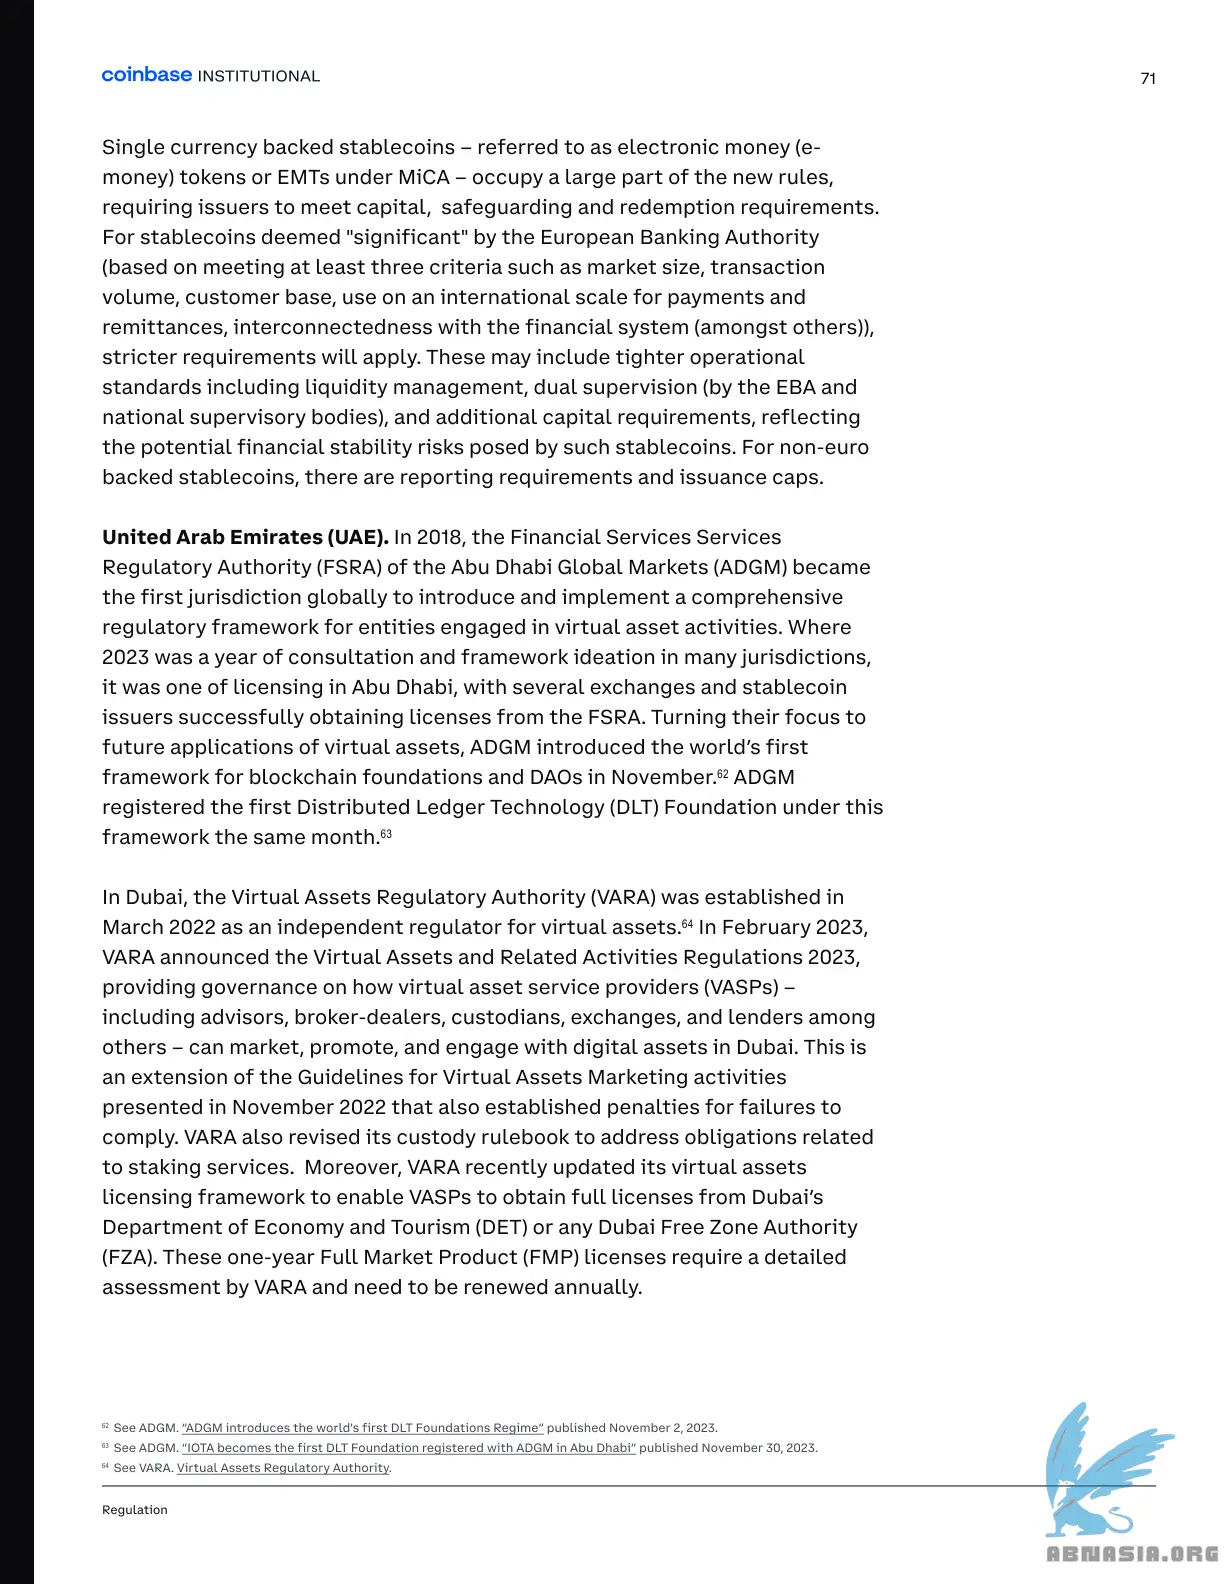 coinbase INSTITUTIONAL
71
Single currency backed stablecoins – referred to as electronic money (e-
money) tokens or EMTs under MiCA – occupy a large part of the new rules,
requiring issuers to meet capital,  safeguarding and redemption requirements.
For stablecoins deemed "significant" by the European Banking Authority
(based on meeting at least three criteria such as market size, transaction
volume, customer base, use on an international scale for payments and
remittances, interconnectedness with the financial system (amongst others)),
stricter requirements will apply. These may include tighter operational
standards including liquidity management, dual supervision (by the EBA and
national supervisory bodies), and additional capital requirements, reflecting
the potential financial stability risks posed by such stablecoins. For non-euro
backed stablecoins, there are reporting requirements and issuance caps.
United Arab Emirates (UAE). In 2018, the Financial Services Services
Regulatory Authority (FSRA) of the Abu Dhabi Global Markets (ADGM) became
the first jurisdiction globally to introduce and implement a comprehensive
regulatory framework for entities engaged in virtual asset activities. Where
2023 was a year of consultation and framework ideation in many jurisdictions,
it was one of licensing in Abu Dhabi, with several exchanges and stablecoin
issuers successfully obtaining licenses from the FSRA. Turning their focus to
future applications of virtual assets, ADGM introduced the world’s first
framework for blockchain foundations and DAOs in November.62 ADGM
registered the first Distributed Ledger Technology (DLT) Foundation under this
framework the same month.63
In Dubai, the Virtual Assets Regulatory Authority (VARA) was established in
March 2022 as an independent regulator for virtual assets.64 In February 2023,
VARA announced the Virtual Assets and Related Activities Regulations 2023,
providing governance on how virtual asset service providers (VASPs) –
including advisors, broker-dealers, custodians, exchanges, and lenders among
others – can market, promote, and engage with digital assets in Dubai. This is
an extension of the Guidelines for Virtual Assets Marketing activities
presented in November 2022 that also established penalties for failures to
comply. VARA also revised its custody rulebook to address obligations related
to staking services.  Moreover, VARA recently updated its virtual assets
licensing framework to enable VASPs to obtain full licenses from Dubai’s
Department of Economy and Tourism (DET) or any Dubai Free Zone Authority
(FZA). These one-year Full Market Product (FMP) licenses require a detailed
assessment by VARA and need to be renewed annually.
62 See ADGM. “ADGM introduces the world's first DLT Foundations Regime” published November 2, 2023.
63 See ADGM. “IOTA becomes the first DLT Foundation registered with ADGM in Abu Dhabi” published November 30, 2023.
64 See VARA. Virtual Assets Regulatory Authority.
Regulation
ABNASIA.ORG